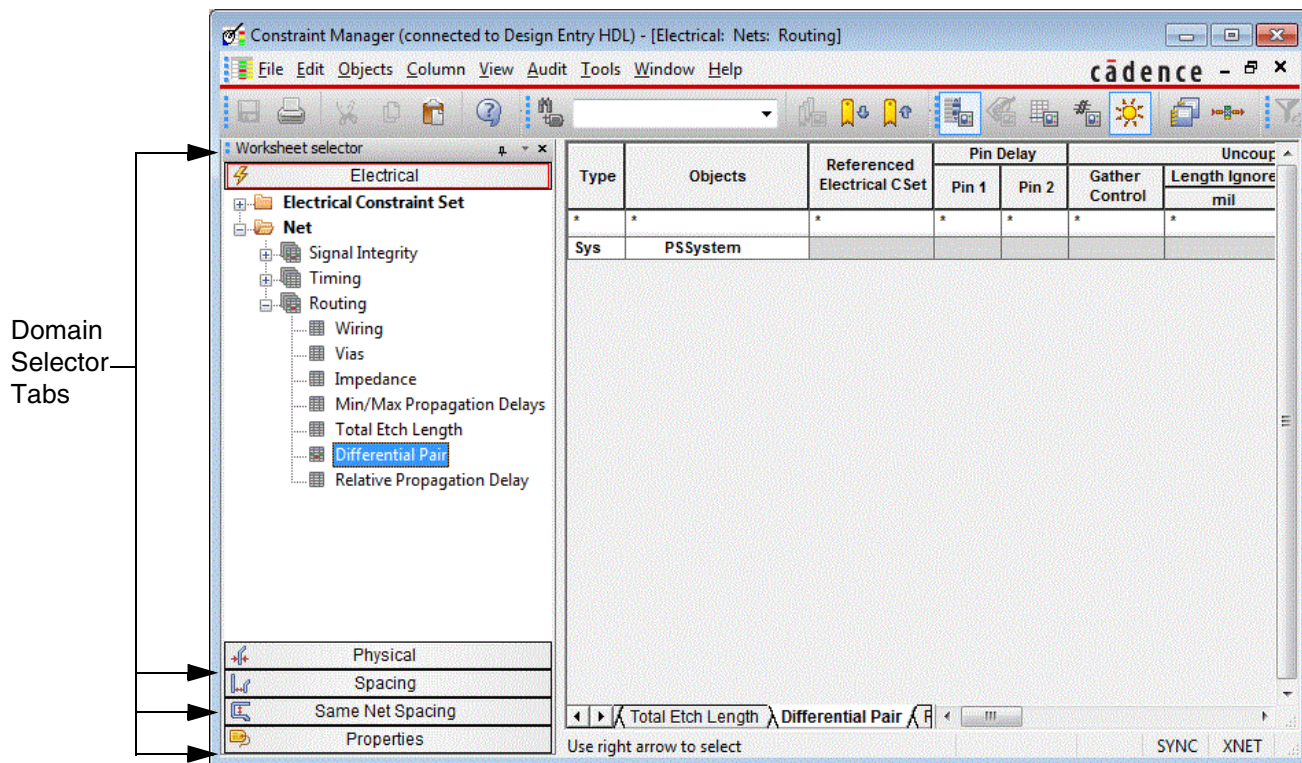 Constraint Manager (connected to Design Entry HDL) - [Electrical: Nets: Routing]
File Edit Objects Column View Audit Tools Window Help
cādence
Worksheet selector
Electrical
Electrical Constraint Set
Net
Signal Integrity
Timing
Routing
Wiring
Vias
Impedance
Min/Max Propagation Delays
Total Etch Length
Differential Pair
Relative Propagation Delay
Physical
Spacing
Same Net Spacing
Properties
Domain
Selector
Tabs
Type Objects Referenced Electrical CSet Pin Delay Uncoup
Pin 1 Pin 2 Gather Control Length Ignore
mil
* * * * * * *
Sys PSSystem
Total Etch Length Differential Pair
Use right arrow to select SYNC XNET